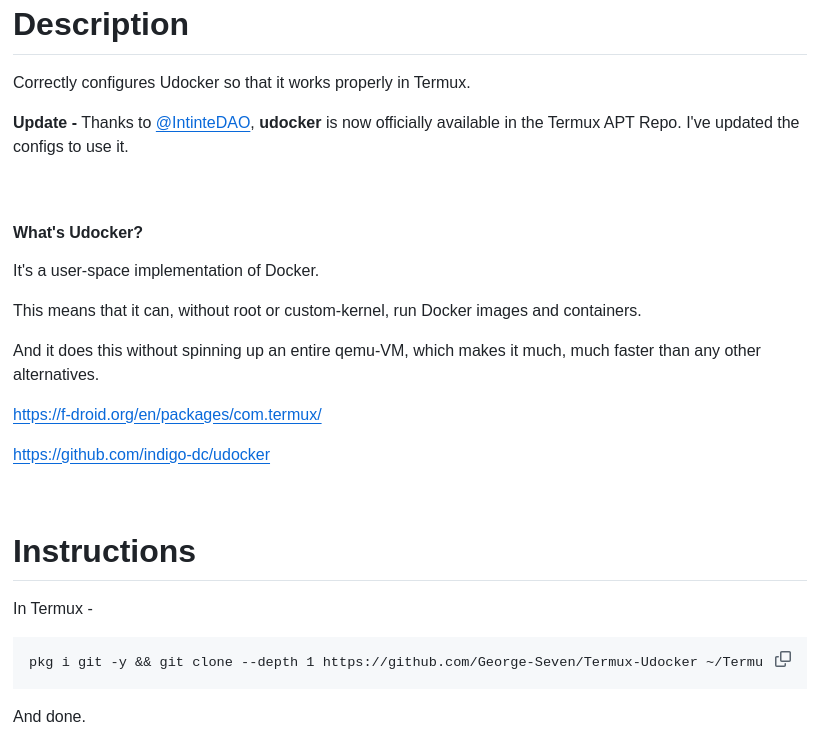 Description
Correctly configures Udocker so that it works properly in Termux.
Update - Thanks to @IntinteDAO, udocker is now officially available in the Termux APT Repo. I've updated the
configs to use it.
What's Udocker?
It's a user-space implementation of Docker.
This means that it can, without root or custom-kernel, run Docker images and containers.
And it does this without spinning up an entire qemu-VM, which makes it much, much faster than any other
alternatives.
https://f-droid.org/en/packages/com.termux/
https://github.com/indigo-dc/udocker
Instructions
In Termux -
pkg i git -y && git clone --depth 1 https://github.com/George-Seven/Termux-Udocker ~/Termu
And done.